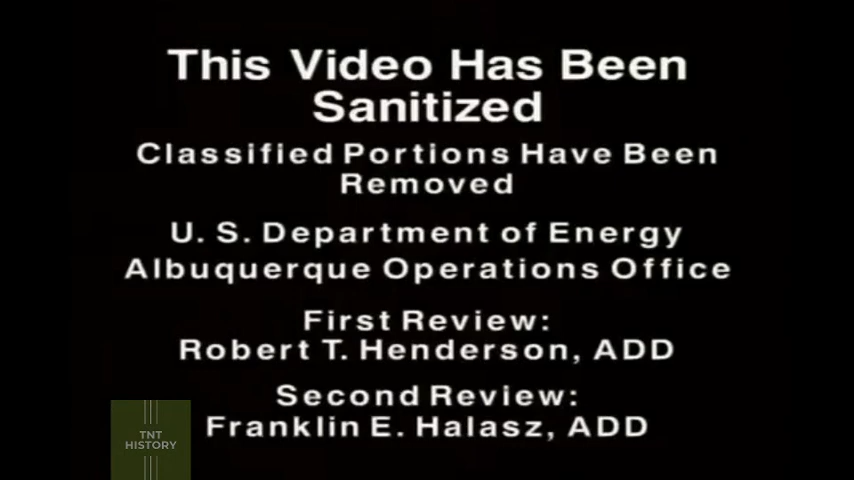 This Video Has Been
Sanitized
Classified Portions Have Been
Removed
U. S. Department of Energy
Albuquerque Operations Office
First Review:
Robert T. Henderson, ADD
Second Review:
Franklin E. Halasz, ADD
TNT
HISTORY